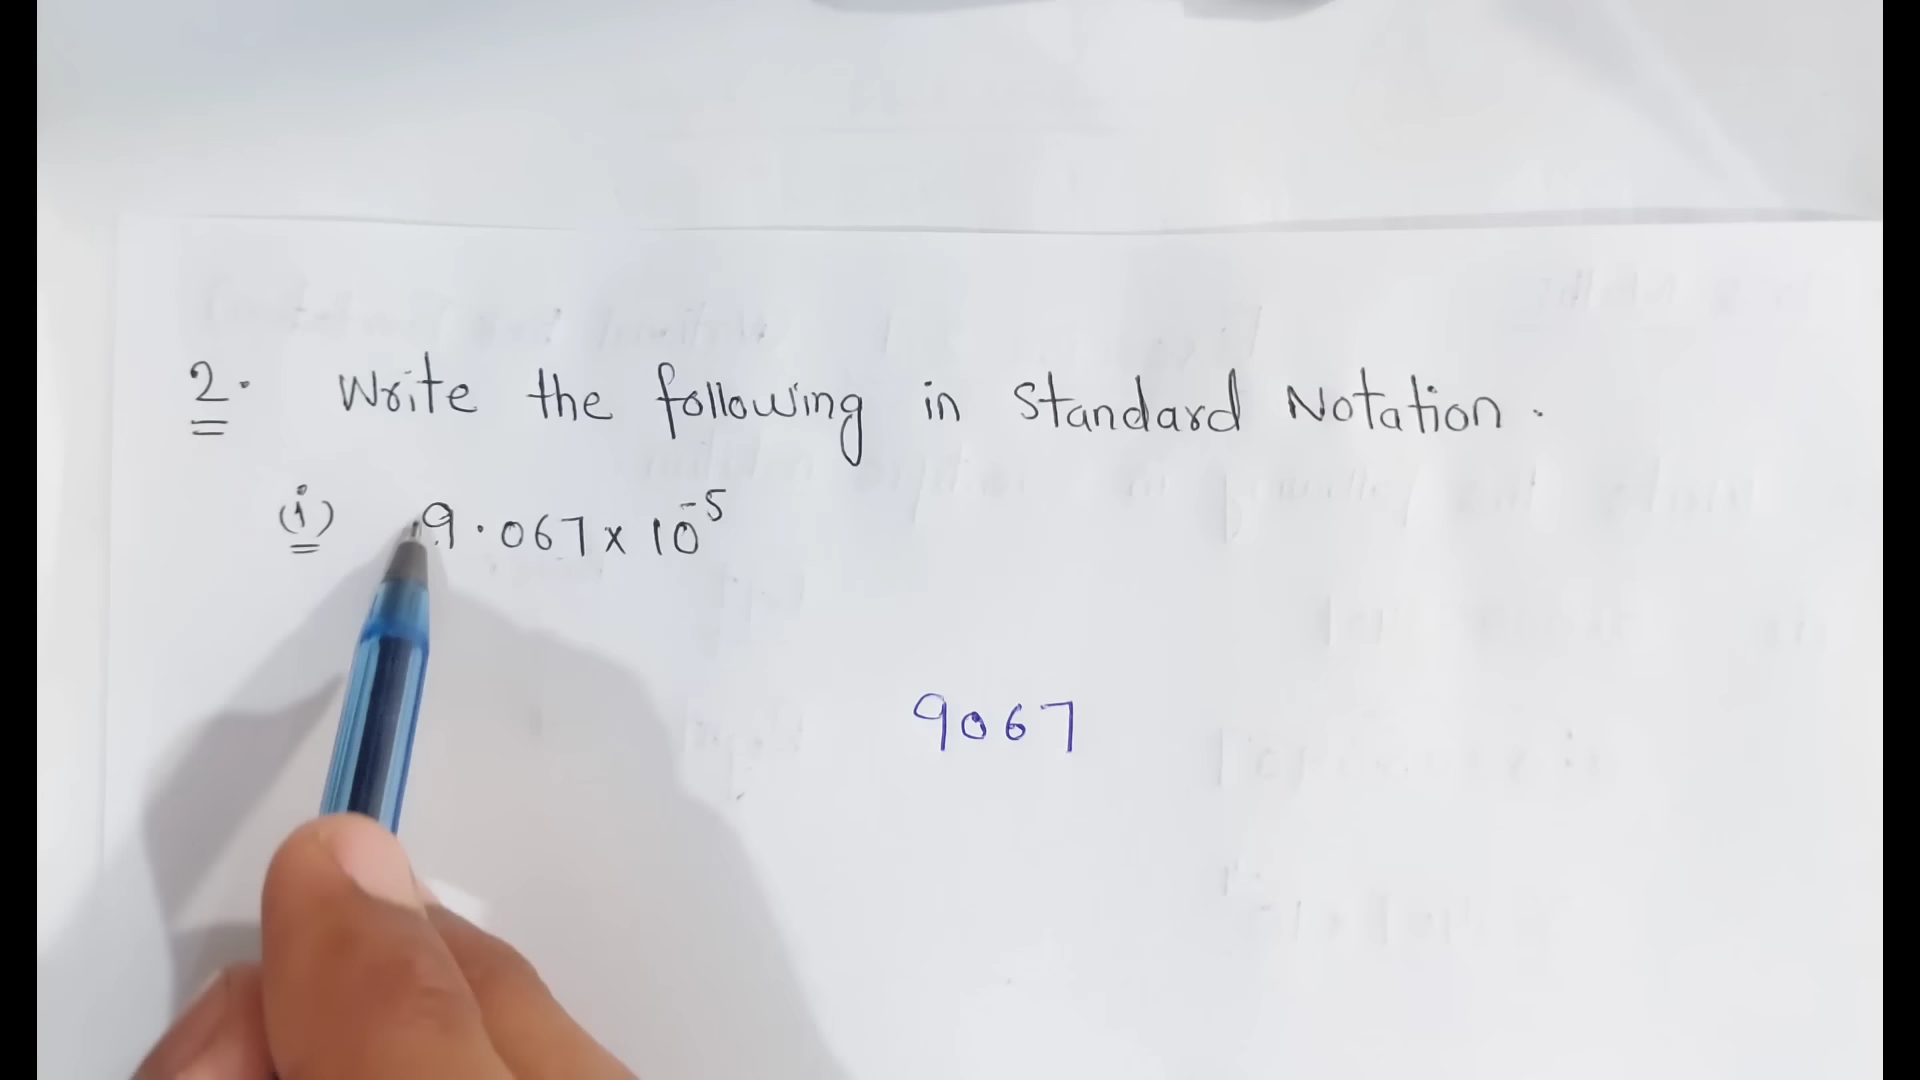 2. Write the following in Standard Notation.
(i) 9.067 x 10⁻⁵
9067